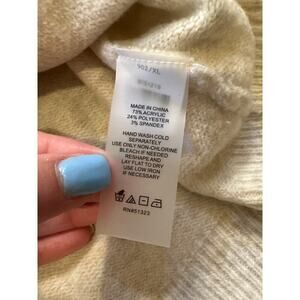 902/XL
MADE IN CHINA
73% ACRYLIC
24% POLYESTER
3% SPANDEX
HAND WASH COLD
SEPARATELY
USE ONLY NON-CHLORINE
BLEACH IF NEEDED
RESHAPE AND
LAY FLAT TO DRY
USE LOW IRON
IF NECESSARY
RN#51323